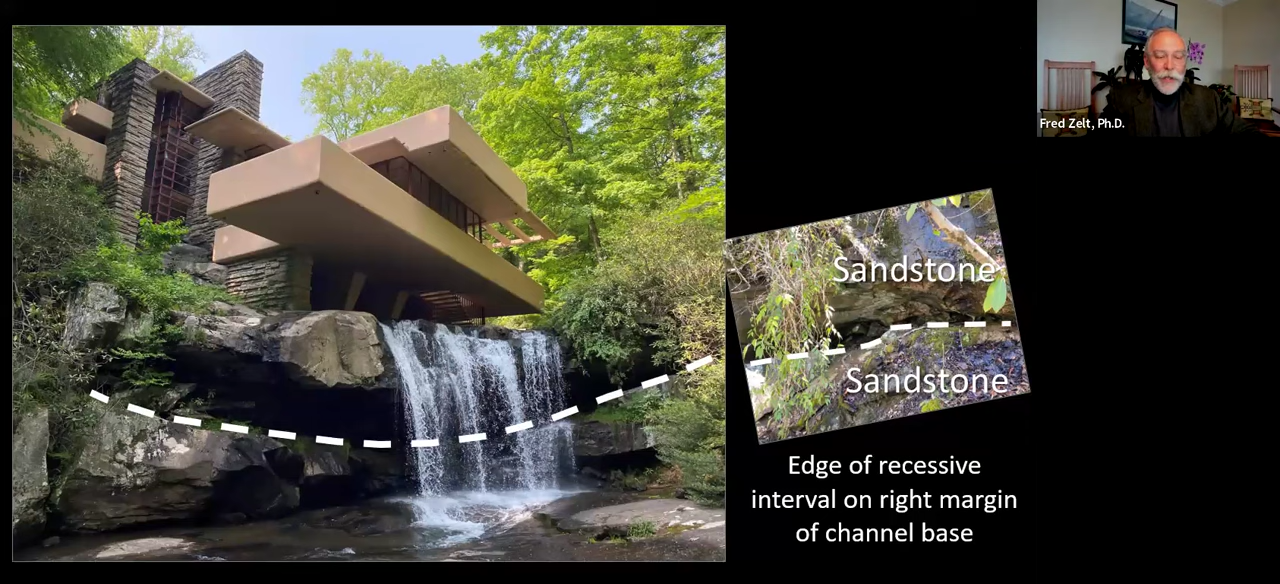 Fred Zelt, Ph.D.
Sandstone
Sandstone
Edge of recessive
interval on right margin
of channel base